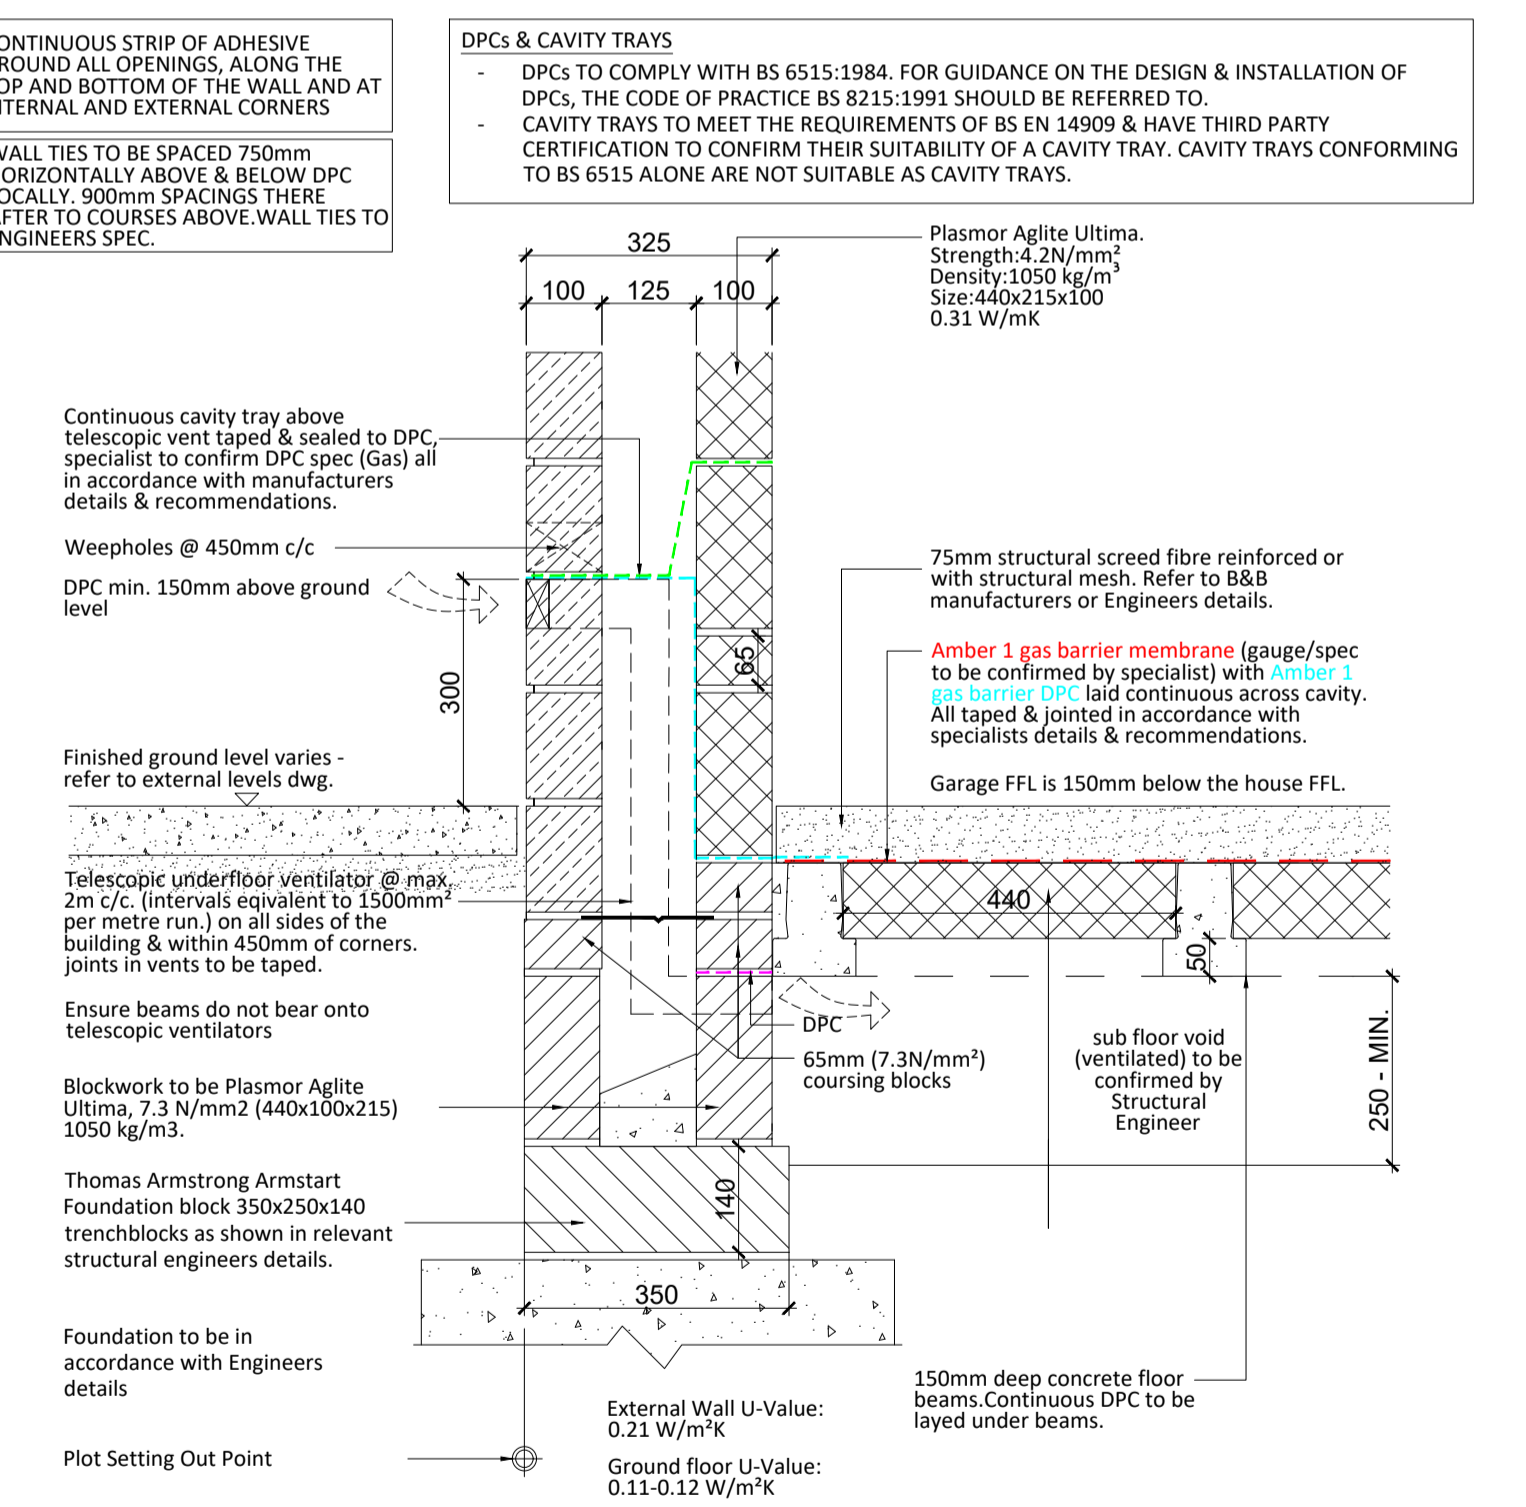 ONTINUOUS STRIP OF ADHESIVE
ROUND ALL OPENINGS, ALONG THE
OP AND BOTTOM OF THE WALL AND AT
NTERNAL AND EXTERNAL CORNERS
WALL TIES TO BE SPACED 750mm
ORIZONTALLY ABOVE & BELOW DPC
OCALLY. 900mm SPACINGS THERE
AFTER TO COURSES ABOVE.WALL TIES TO
NGINEERS SPEC.
DPCs & CAVITY TRAYS
- DPCs TO COMPLY WITH BS 6515:1984. FOR GUIDANCE ON THE DESIGN & INSTALLATION OF
DPCs, THE CODE OF PRACTICE BS 8215:1991 SHOULD BE REFERRED TO.
- CAVITY TRAYS TO MEET THE REQUIREMENTS OF BS EN 14909 & HAVE THIRD PARTY
CERTIFICATION TO CONFIRM THEIR SUITABILITY OF A CAVITY TRAY. CAVITY TRAYS CONFORMING
TO BS 6515 ALONE ARE NOT SUITABLE AS CAVITY TRAYS.
325
100 125 100
Plasmor Aglite Ultima.
Strength:4.2N/mm²
Density:1050 kg/m³
Size:440x215x100
0.31 W/mK
Continuous cavity tray above
telescopic vent taped & sealed to DPC,
specialist to confirm DPC spec (Gas) all
in accordance with manufacturers
details & recommendations.
Weepholes @ 450mm c/c
DPC min. 150mm above ground
level
300
65
75mm structural screed fibre reinforced or
with structural mesh. Refer to B&B
manufacturers or Engineers details.
Amber 1 gas barrier membrane (gauge/spec
to be confirmed by specialist) with Amber 1
gas barrier DPC laid continuous across cavity.
All taped & jointed in accordance with
specialists details & recommendations.
Garage FFL is 150mm below the house FFL.
Finished ground level varies -
refer to external levels dwg.
Telescopic underfloor ventilator @ max.
2m c/c. (intervals eqivalent to 1500mm²
per metre run.) on all sides of the
building & within 450mm of corners.
joints in vents to be taped.
440
50
Ensure beams do not bear onto
telescopic ventilators
DPC
65mm (7.3N/mm²)
coursing blocks
sub floor void
(ventilated) to be
confirmed by
Structural
Engineer
250 - MIN.
Blockwork to be Plasmor Aglite
Ultima, 7.3 N/mm2 (440x100x215)
1050 kg/m3.
Thomas Armstrong Armstart
Foundation block 350x250x140
trenchblocks as shown in relevant
structural engineers details.
140
350
Foundation to be in
accordance with Engineers
details
150mm deep concrete floor
beams.Continuous DPC to be
layed under beams.
Plot Setting Out Point
External Wall U-Value:
0.21 W/m²K
Ground floor U-Value:
0.11-0.12 W/m²K